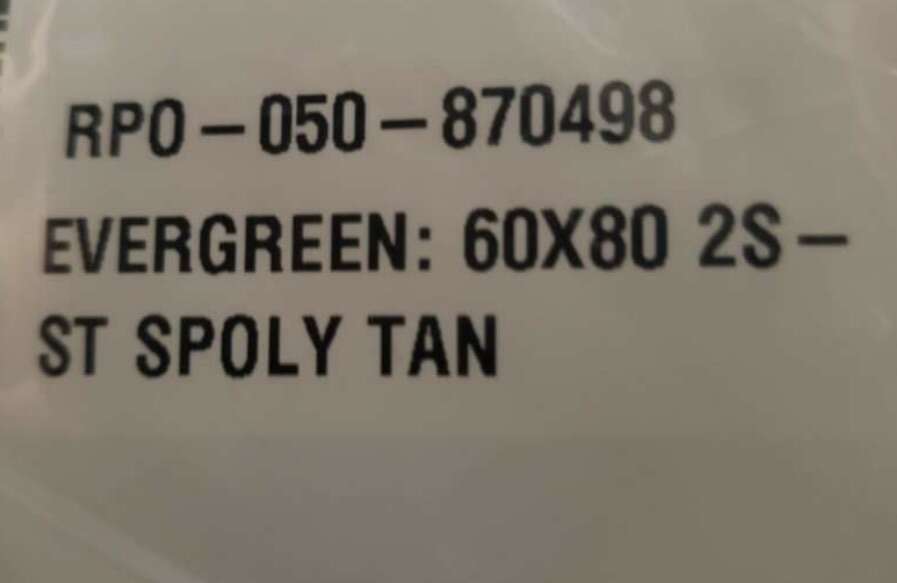 RPO-050-870498
EVERGREEN: 60X80 2S-
ST SPOLY TAN